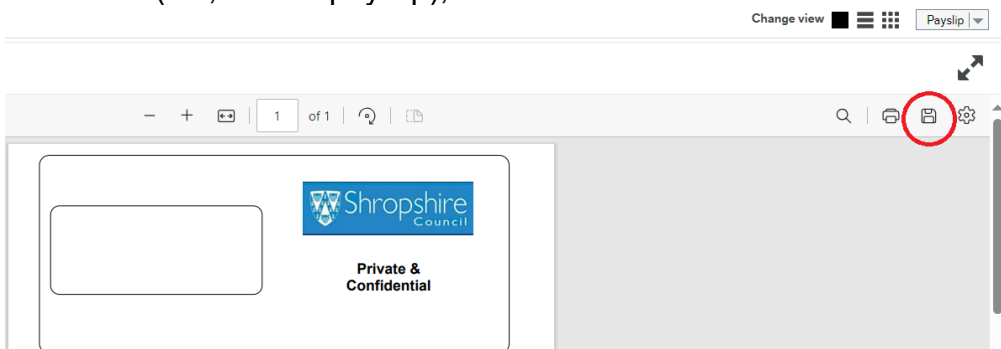 Change view Payslip
1 of 1
Shropshire
Council
Private &
Confidential